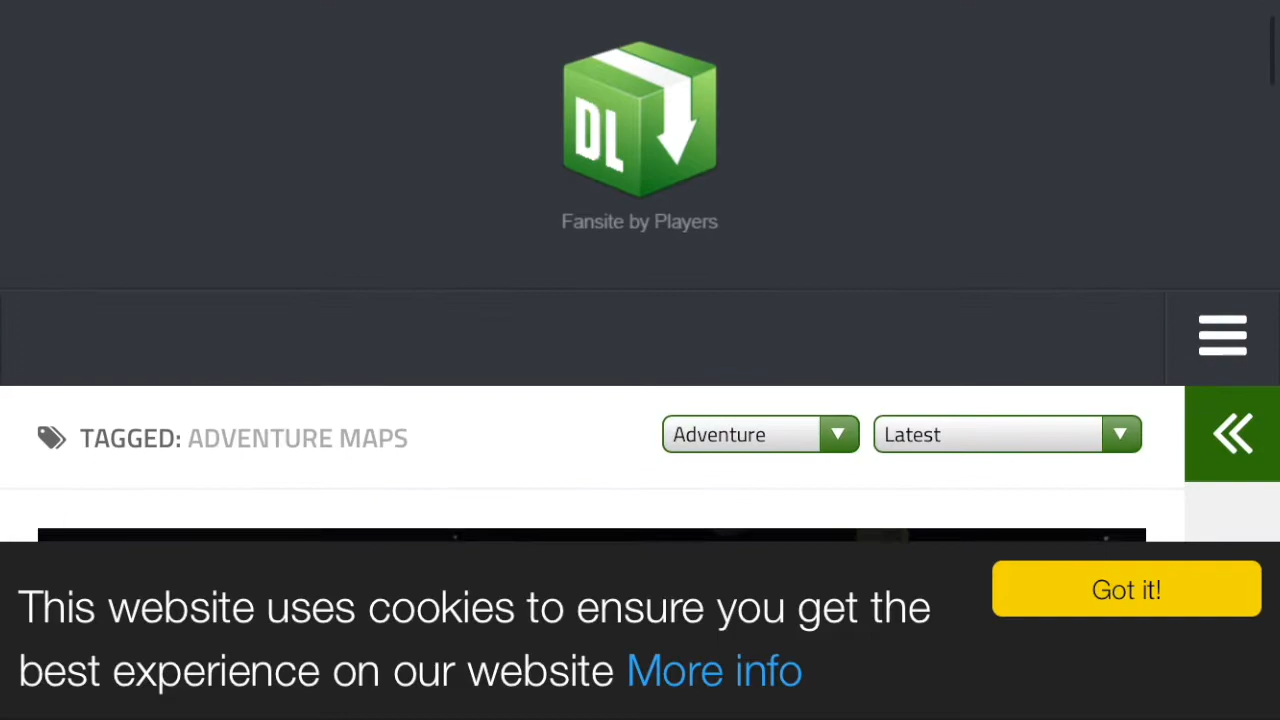 DL
Fansite by Players
TAGGED: ADVENTURE MAPS
Adventure
Latest
This website uses cookies to ensure you get the
best experience on our website More info
Got it!